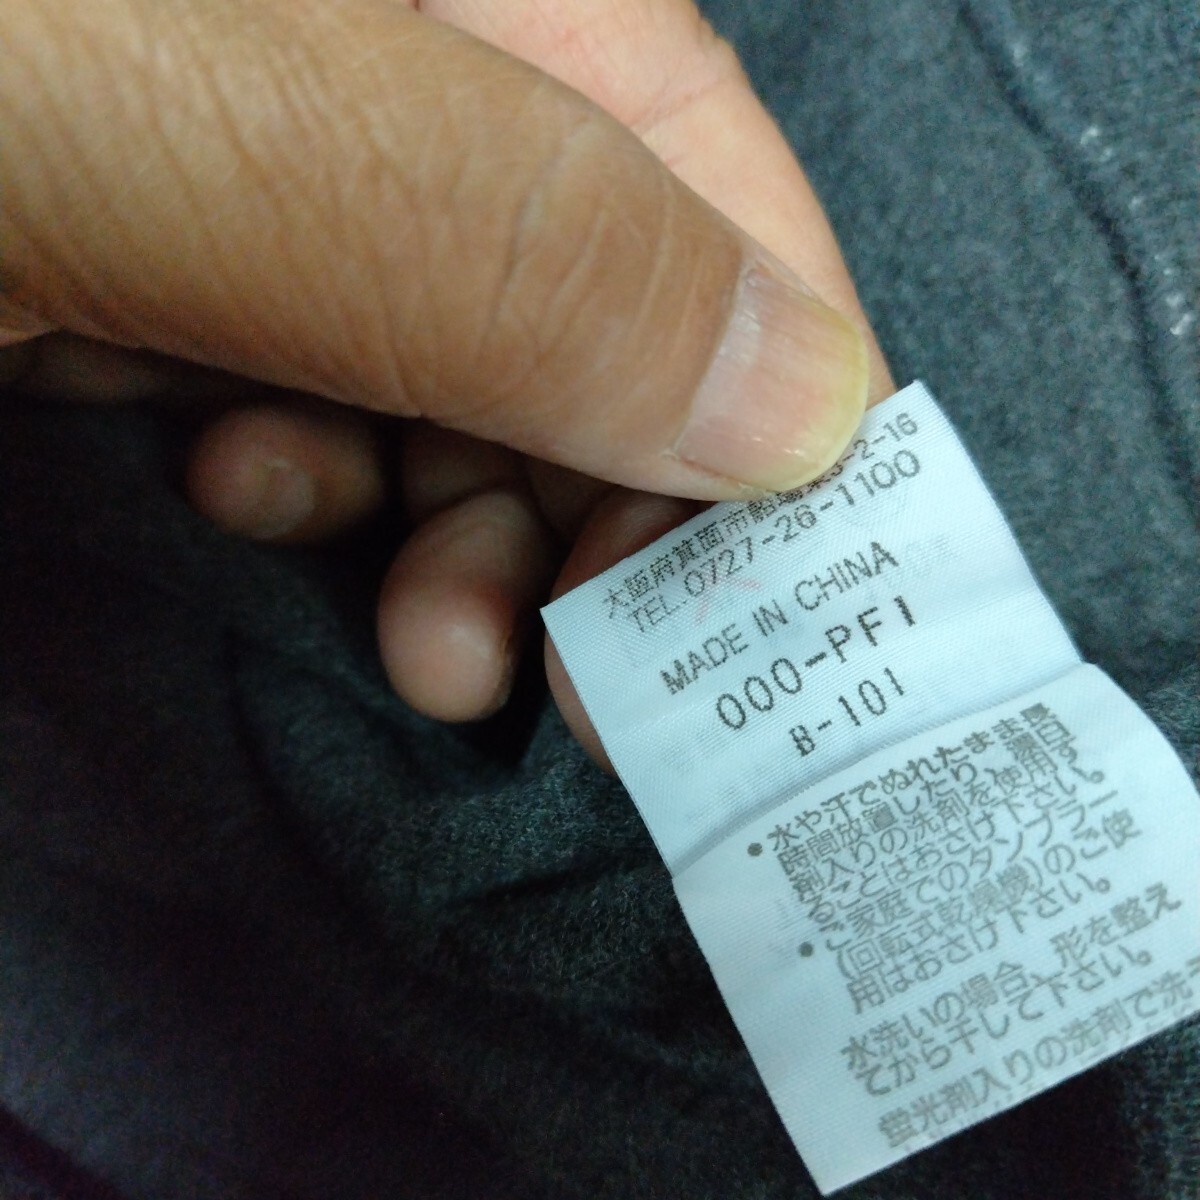 大阪府箕面市船場東3-2-16
TEL.0727-26-1100
MADE IN CHINA
000-PF1
B-101
●水や汗でぬれたまま長
時間放置したり、漂白
剤入りの洗剤を使用す
ることはおさけ下さい。
●ご家庭でのタンブラー
(回転式乾燥機)のご使
用はおさけ下さい。
水洗いの場合、形を整え
てから干して下さい。
蛍光剤入りの洗剤で洗